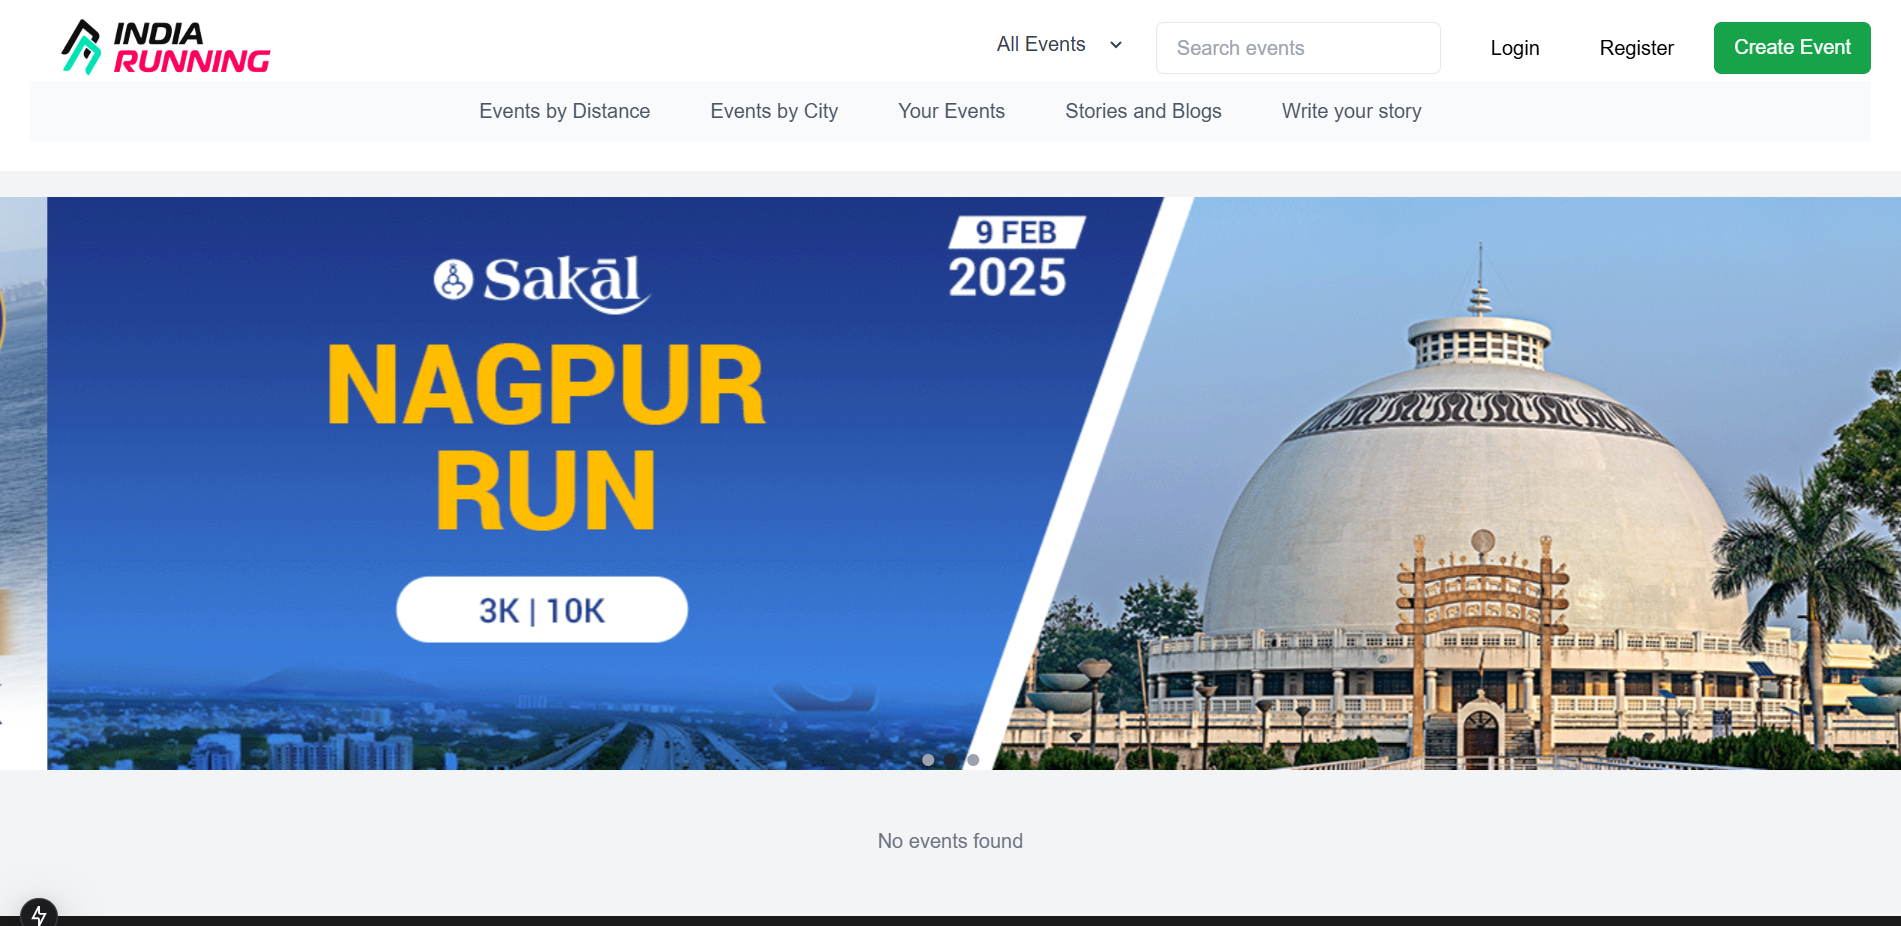 INDIA
RUNNING
All Events
Search events
Login
Register
Create Event
Events by Distance
Events by City
Your Events
Stories and Blogs
Write your story
9 FEB
2025
Sakāl
NAGPUR
RUN
3K | 10K
No events found